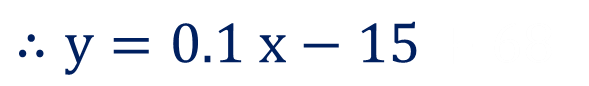 ∴ y = 0.1 x − 15